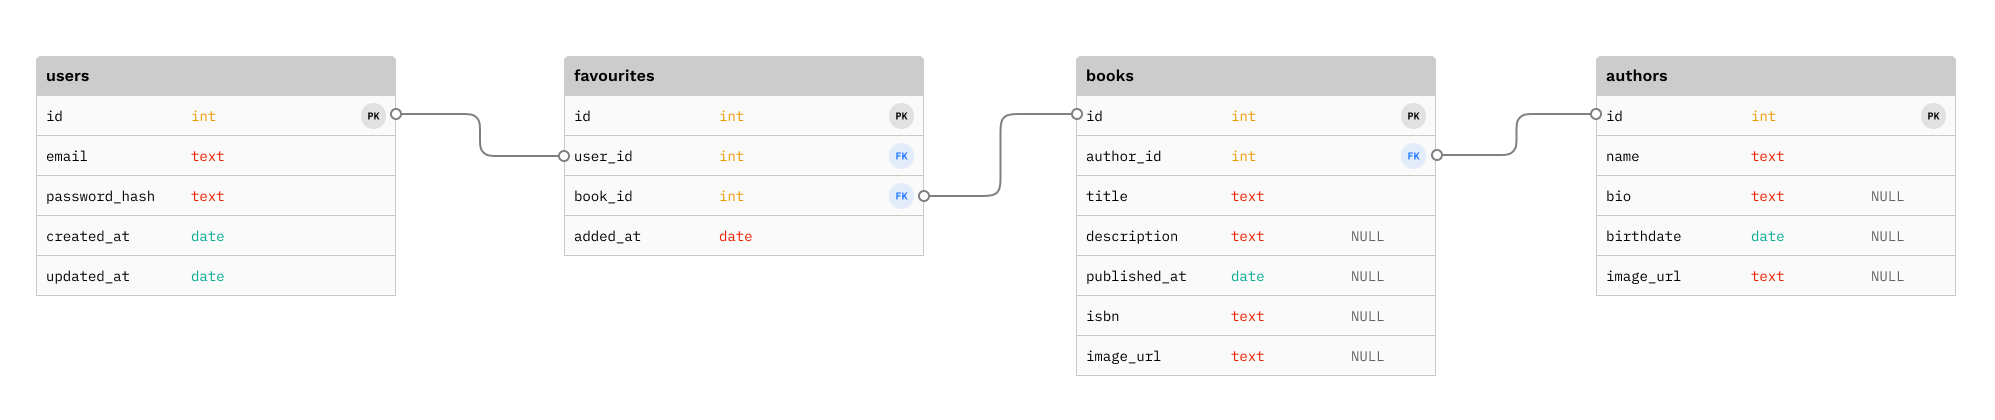 users
id int PK
email text
password_hash text
created_at date
updated_at date
favourites
id int PK
user_id int FK
book_id int FK
added_at date
books
id int PK
author_id int FK
title text
description text NULL
published_at date NULL
isbn text NULL
image_url text NULL
authors
id int PK
name text
bio text NULL
birthdate date NULL
image_url text NULL